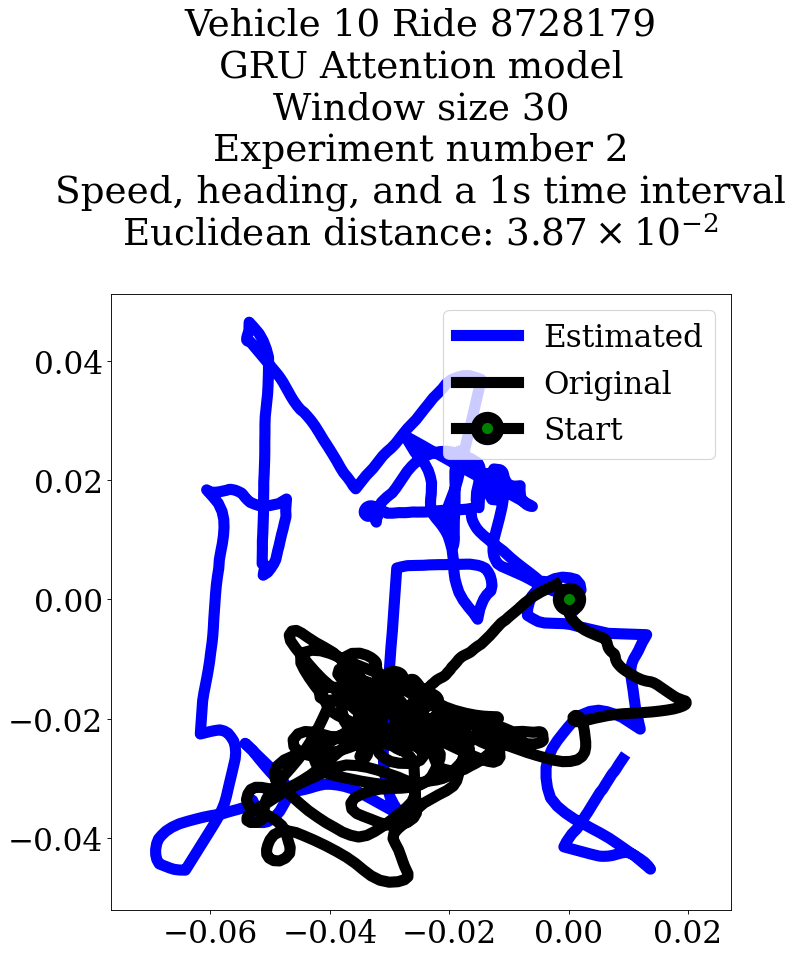 Vehicle 10 Ride 8728179
GRU Attention model
Window size 30
Experiment number 2
Speed, heading, and a 1s time interval
Euclidean distance: 3.87 × 10⁻²
Estimated
Original
Start
0.04
0.02
0.00
−0.02
−0.04
−0.06 −0.04 −0.02 0.00 0.02